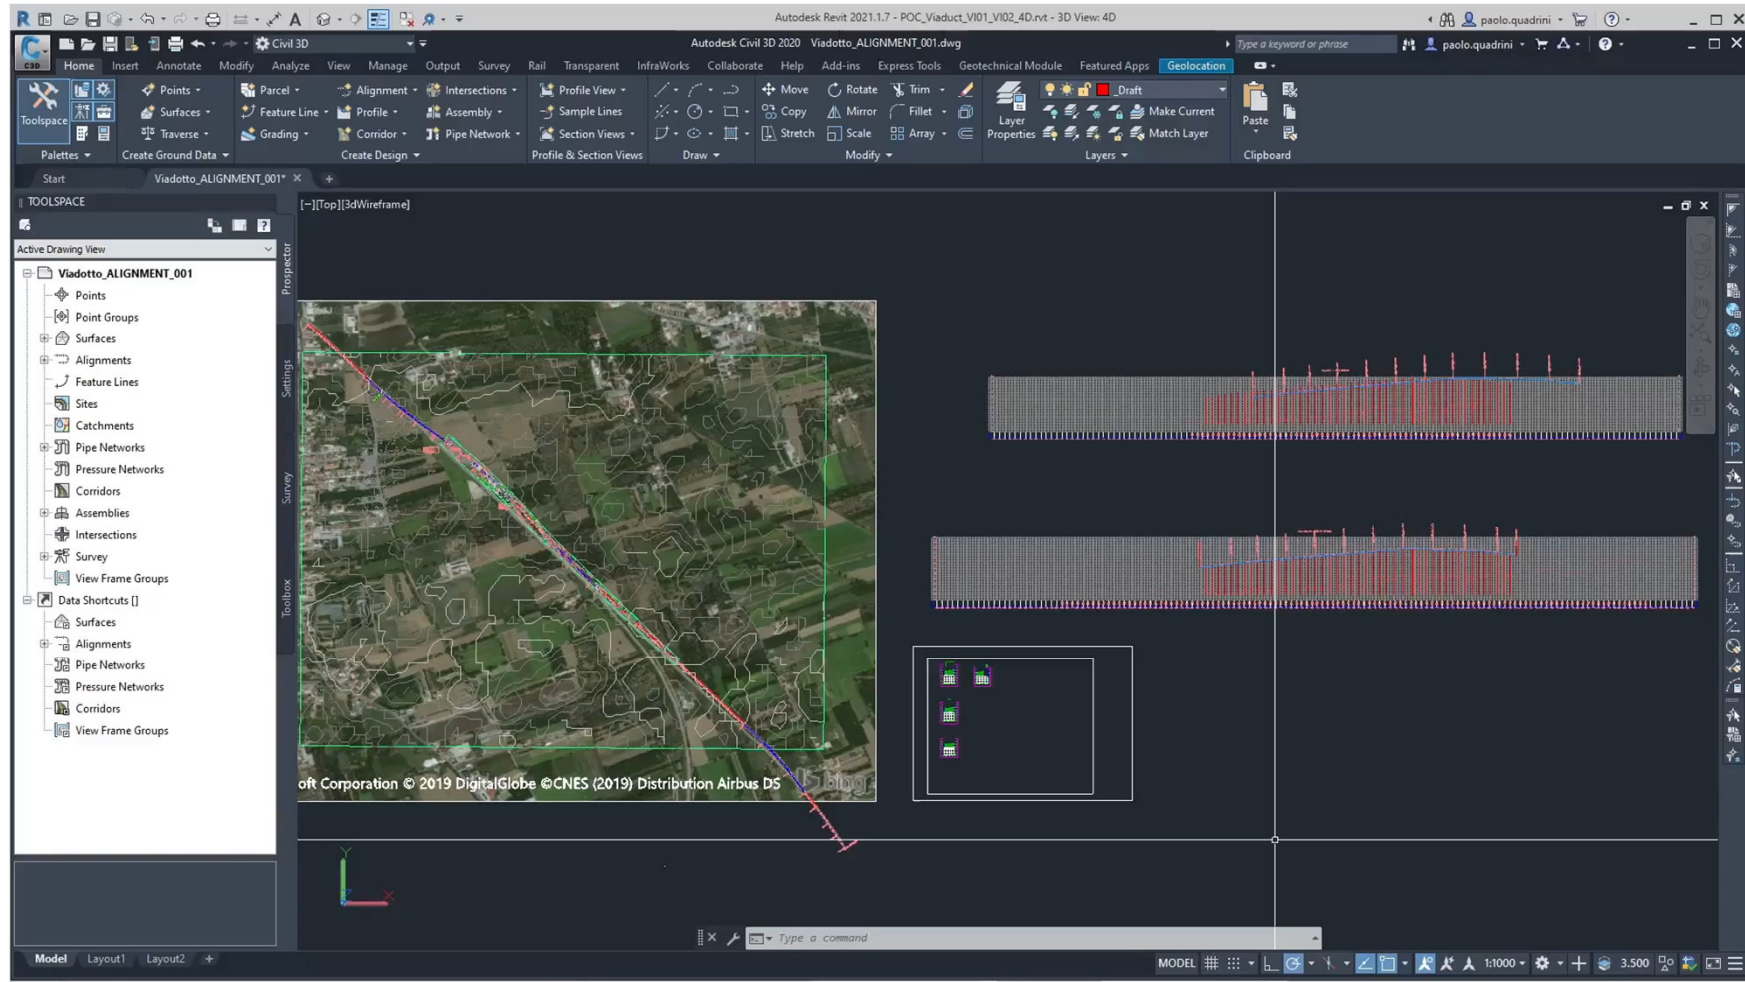 Autodesk Revit 2021.1.7 - POC_Viaduct_VI01_VI02_4D.rvt - 3D View: 4D
paolo.quadrini
Civil 3D
Autodesk Civil 3D 2020 Viadotto_ALIGNMENT_001.dwg
Type a keyword or phrase
paolo.quadrini
C3D
Home Insert Annotate Modify Analyze View Manage Output Survey Rail Transparent InfraWorks Collaborate Help Add-ins Express Tools Geotechnical Module Featured Apps Geolocation
Toolspace
Points
Surfaces
Traverse
Parcel
Feature Line
Grading
Alignment
Profile
Corridor
Intersections
Assembly
Pipe Network
Profile View
Sample Lines
Section Views
Move
Copy
Stretch
Rotate
Mirror
Scale
Trim
Fillet
Array
Layer Properties
_Draft
Make Current
Match Layer
Paste
Palettes
Create Ground Data
Create Design
Profile & Section Views
Draw
Modify
Layers
Clipboard
Start
Viadotto_ALIGNMENT_001*
TOOLSPACE
[−][Top][3dWireframe]
Active Drawing View
Viadotto_ALIGNMENT_001
Points
Point Groups
Surfaces
Alignments
Feature Lines
Sites
Catchments
Pipe Networks
Pressure Networks
Corridors
Assemblies
Intersections
Survey
View Frame Groups
Data Shortcuts []
Surfaces
Alignments
Pipe Networks
Pressure Networks
Corridors
View Frame Groups
Prospector
Settings
Survey
Toolbox
oft Corporation © 2019 DigitalGlobe ©CNES (2019) Distribution Airbus DS
bing
Y
X
Type a command
Model Layout1 Layout2 +
MODEL
1:1000
3.500